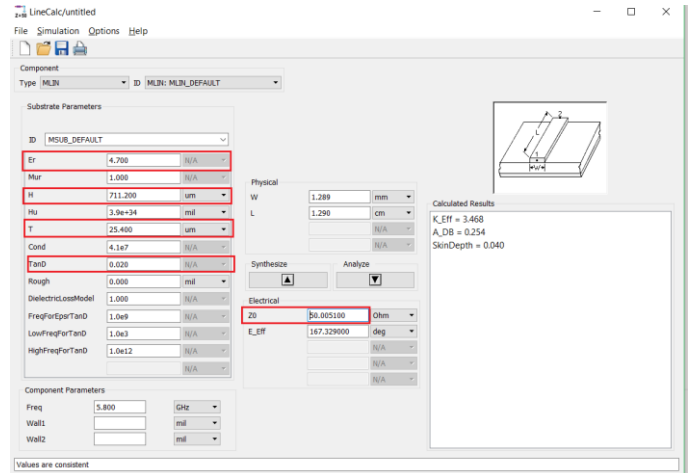 LineCalc/untitled
File Simulation Options Help
Component
Type MLIN ID MLIN: MLIN_DEFAULT
Substrate Parameters
ID MSUB_DEFAULT
Er 4.700 N/A
Mur 1.000 N/A
H 711.200 um
Hu 3.9e+34 mil
T 25.400 um
Cond 4.1e7 N/A
TanD 0.020 N/A
Rough 0.000 mil
DielectricLossModel 1.000 N/A
FreqForEpsrTanD 1.0e9 N/A
LowFreqForTanD 1.0e3 N/A
HighFreqForTanD 1.0e12 N/A
N/A
Component Parameters
Freq 5.800 GHz
Wall1 mil
Wall2 mil
Physical
W 1.289 mm
L 1.290 cm
N/A
N/A
Synthesize Analyze
Electrical
Z0 50.005100 Ohm
E_Eff 167.329000 deg
N/A
N/A
N/A
2
L
1
W
Calculated Results
K_Eff = 3.468
A_DB = 0.254
SkinDepth = 0.040
Values are consistent